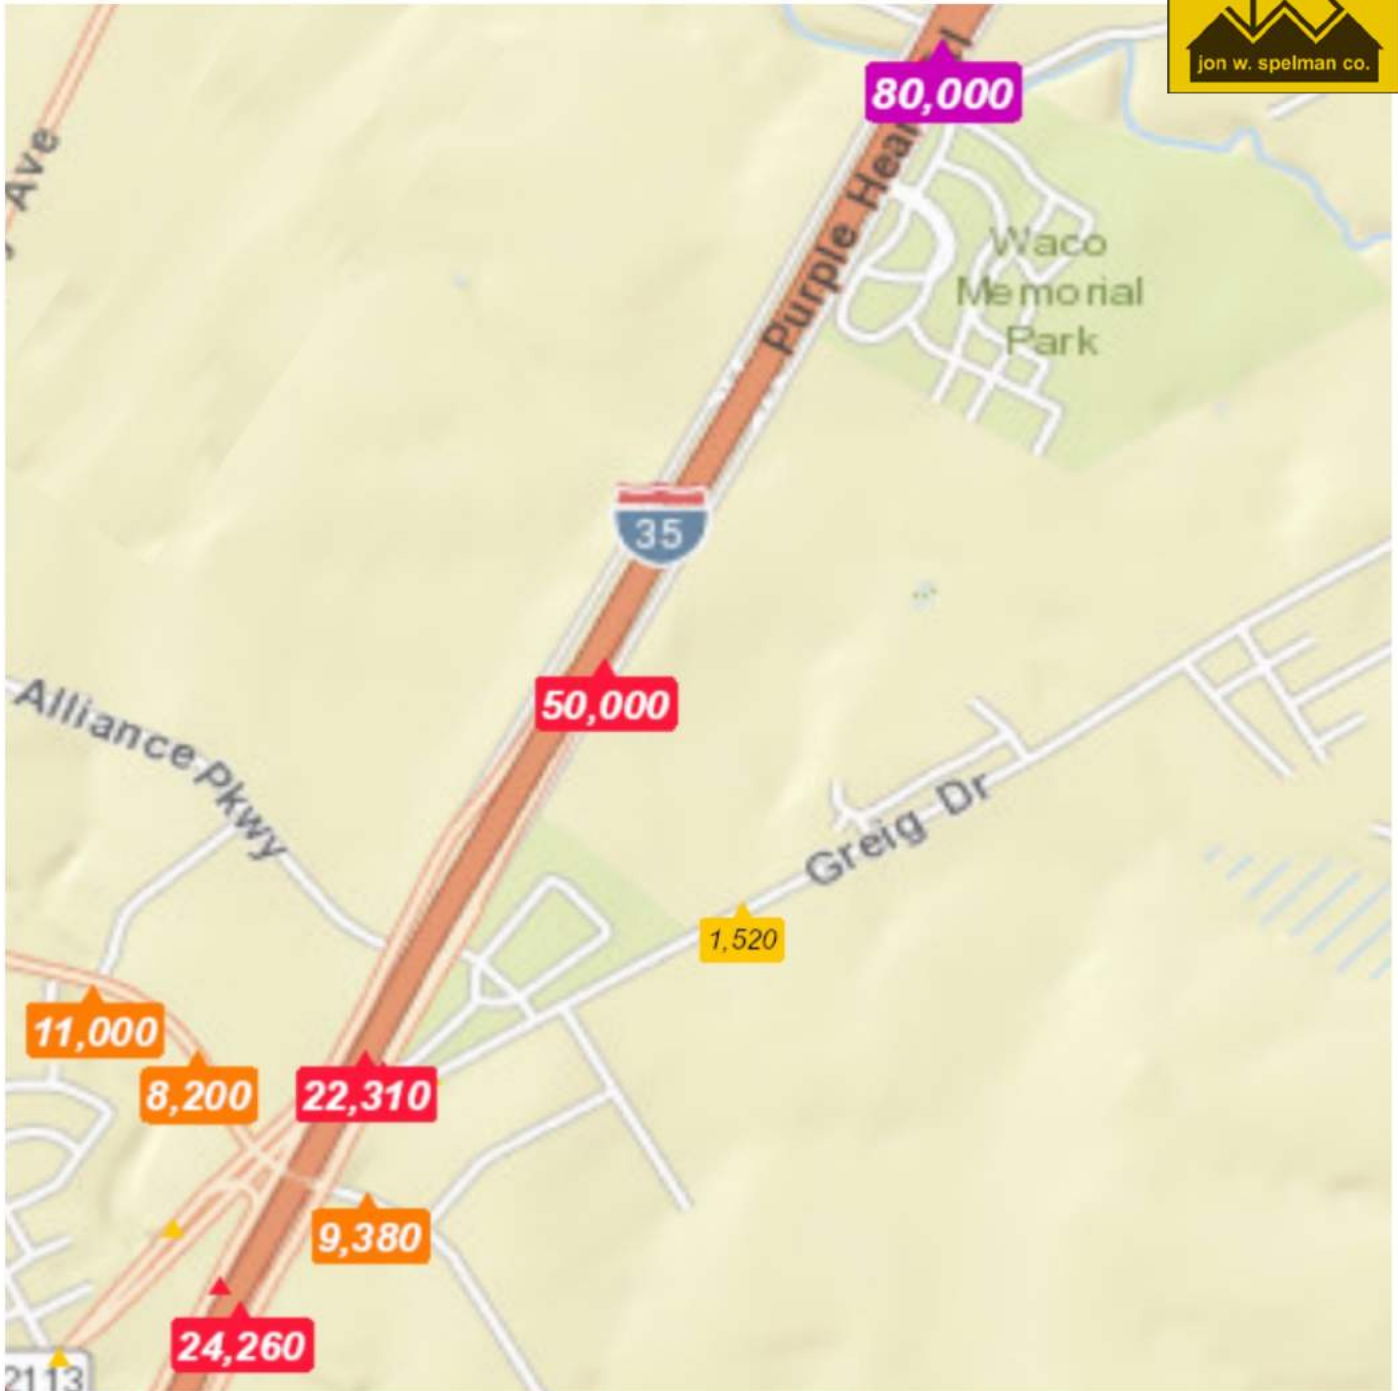 jon w. spelman co.
80,000
Ave
Purple
Waco
Memorial
Park
35
50,000
Alliance Pkwy
Greig Dr
1,520
11,000
8,200
22,310
9,380
24,260
2113